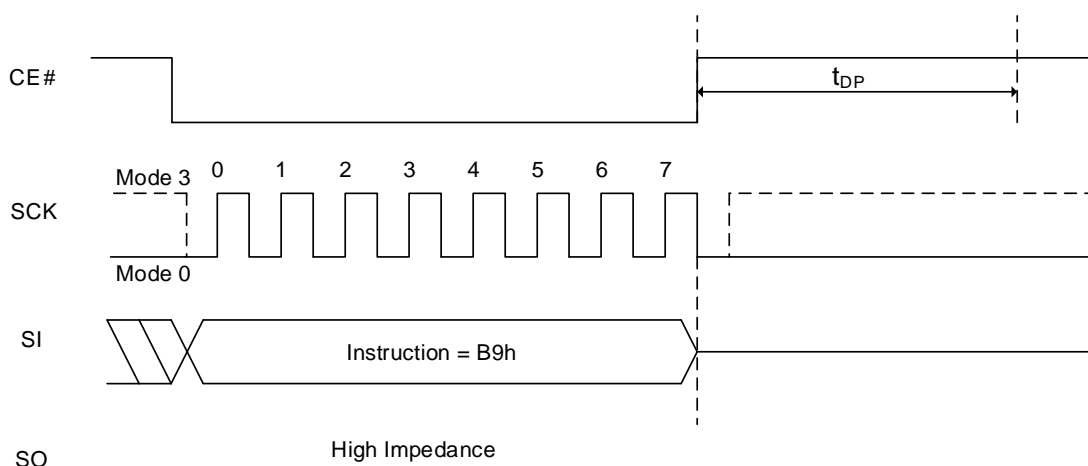 CE#
tDP
0 1 2 3 4 5 6 7
Mode 3
SCK
Mode 0
SI
Instruction = B9h
High Impedance
SO